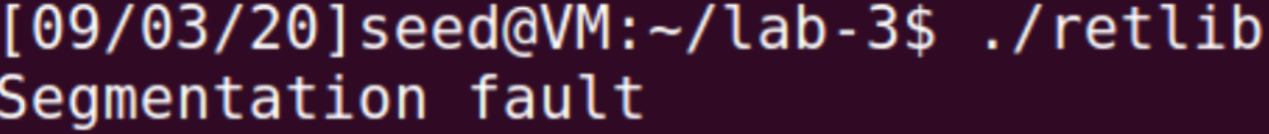 [09/03/20]seed@VM:~/lab-3$ ./retlib
Segmentation fault